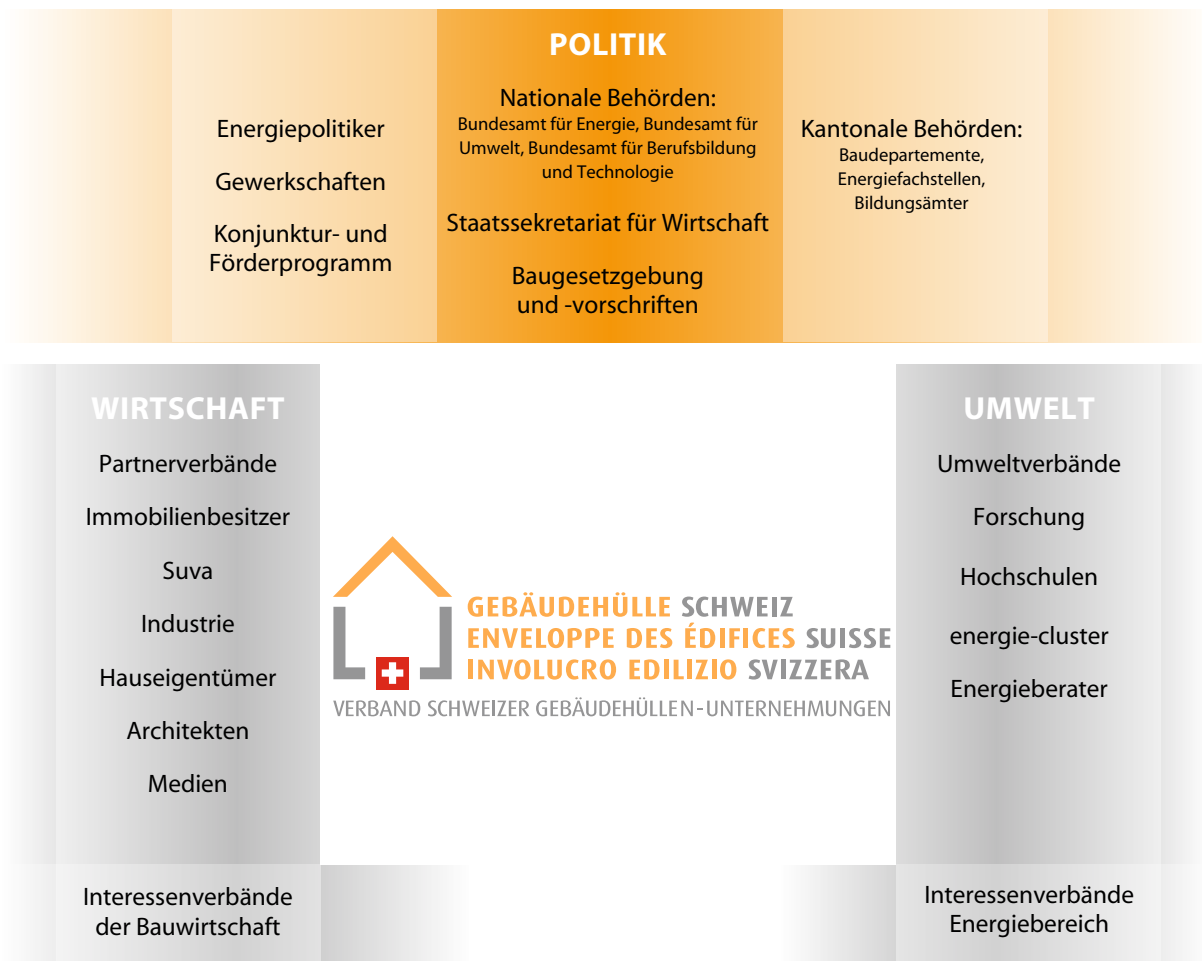 POLITIK
Energiepolitiker
Gewerkschaften
Konjunktur- und
Förderprogramm
Nationale Behörden:
Bundesamt für Energie, Bundesamt für
Umwelt, Bundesamt für Berufsbildung
und Technologie
Staatssekretariat für Wirtschaft
Baugesetzgebung
und -vorschriften
Kantonale Behörden:
Baudepartemente,
Energiefachstellen,
Bildungsämter
WIRTSCHAFT
Partnerverbände
Immobilienbesitzer
Suva
Industrie
Hauseigentümer
Architekten
Medien
Interessenverbände
der Bauwirtschaft
GEBÄUDEHÜLLE SCHWEIZ
ENVELOPPE DES ÉDIFICES SUISSE
INVOLUCRO EDILIZIO SVIZZERA
VERBAND SCHWEIZER GEBÄUDEHÜLLEN-UNTERNEHMUNGEN
UMWELT
Umweltverbände
Forschung
Hochschulen
energie-cluster
Energieberater
Interessenverbände
Energiebereich